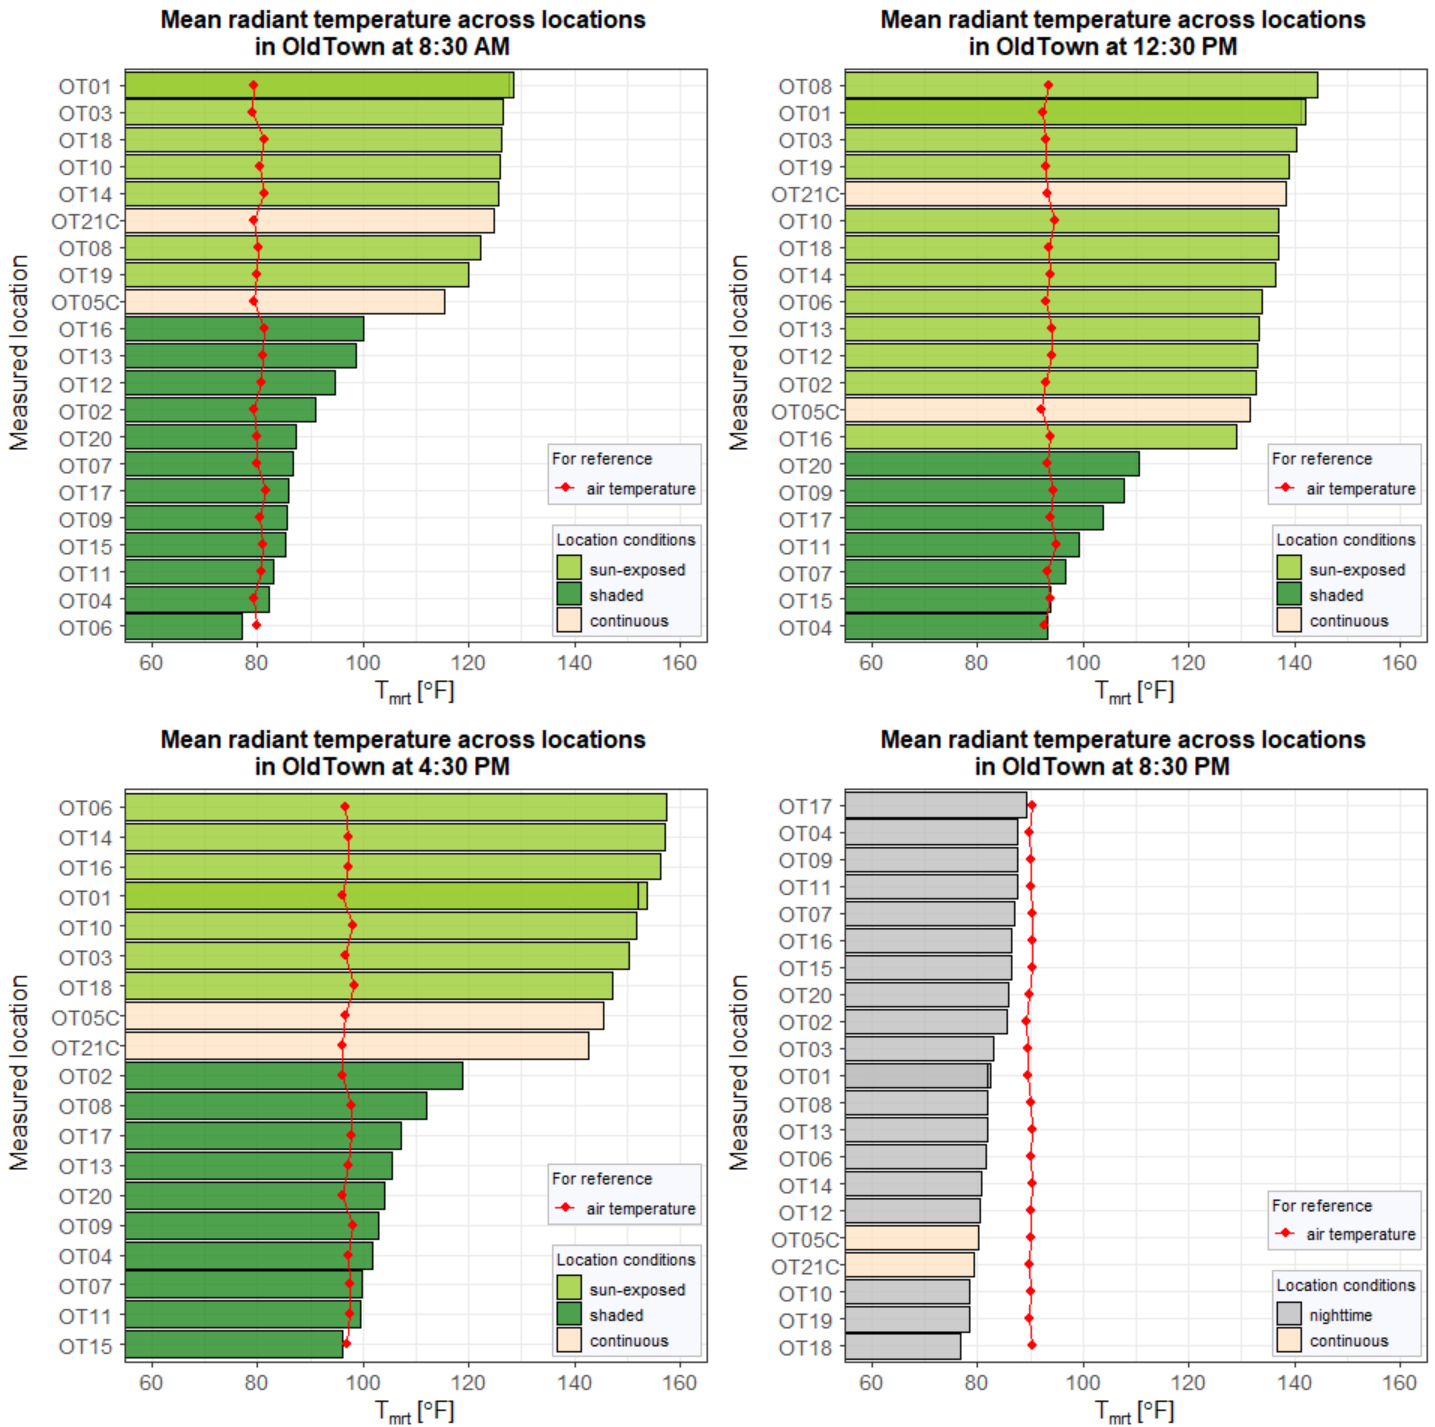 Mean radiant temperature across locations
in OldTown at 8:30 AM
Measured location
OT01
OT03
OT18
OT10
OT14
OT21C
OT08
OT19
OT05C
OT16
OT13
OT12
OT02
OT20
OT07
OT17
OT09
OT15
OT11
OT04
OT06
For reference
air temperature
Location conditions
sun-exposed
shaded
continuous
60 80 100 120 140 160
Tmrt [°F]
Mean radiant temperature across locations
in OldTown at 12:30 PM
Measured location
OT08
OT01
OT03
OT19
OT21C
OT10
OT18
OT14
OT06
OT13
OT12
OT02
OT05C
OT16
OT20
OT09
OT17
OT11
OT07
OT15
OT04
For reference
air temperature
Location conditions
sun-exposed
shaded
continuous
60 80 100 120 140 160
Tmrt [°F]
Mean radiant temperature across locations
in OldTown at 4:30 PM
Measured location
OT06
OT14
OT16
OT01
OT10
OT03
OT18
OT05C
OT21C
OT02
OT08
OT17
OT13
OT20
OT09
OT04
OT07
OT11
OT15
For reference
air temperature
Location conditions
sun-exposed
shaded
continuous
60 80 100 120 140 160
Tmrt [°F]
Mean radiant temperature across locations
in OldTown at 8:30 PM
Measured location
OT17
OT04
OT09
OT11
OT07
OT16
OT15
OT20
OT02
OT03
OT01
OT08
OT13
OT06
OT14
OT12
OT05C
OT21C
OT10
OT19
OT18
For reference
air temperature
Location conditions
nighttime
continuous
60 80 100 120 140 160
Tmrt [°F]